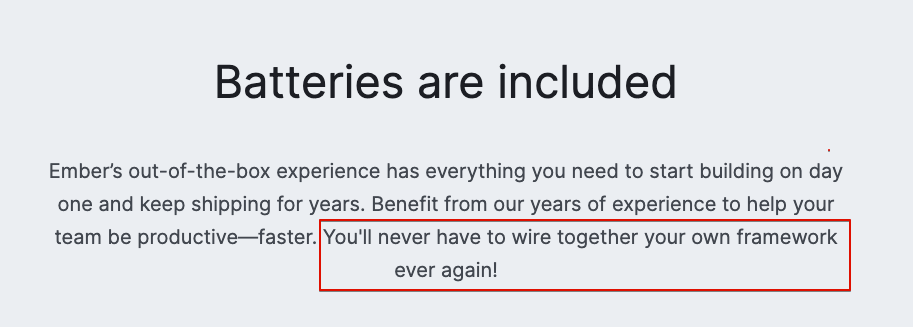 Batteries are included
Ember’s out-of-the-box experience has everything you need to start building on day
one and keep shipping for years. Benefit from our years of experience to help your
team be productive—faster. You'll never have to wire together your own framework
ever again!